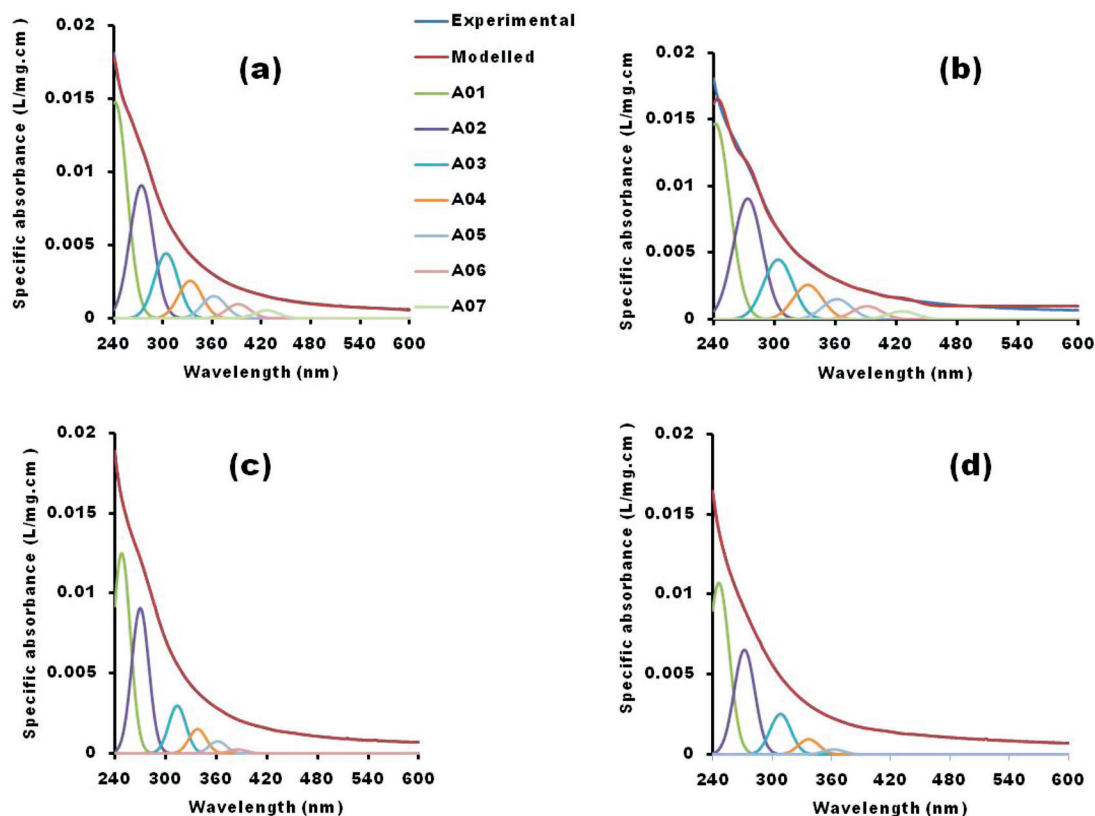 Specific absorbance (L/mg.cm)
0.02
0.015
0.01
0.005
0
240 300 360 420 480 540 600
Wavelength (nm)
(a)
Experimental
Modelled
A01
A02
A03
A04
A05
A06
A07
Specific absorbance (L/mg.cm)
0.02
0.015
0.01
0.005
0
240 300 360 420 480 540 600
Wavelength (nm)
(b)
Specific absorbance (L/mg.cm )
0.02
0.015
0.01
0.005
0
240 300 360 420 480 540 600
Wavelength (nm)
(c)
Specific absorbance (L/mg.cm )
0.02
0.015
0.01
0.005
0
240 300 360 420 480 540 600
Wavelength (nm)
(d)